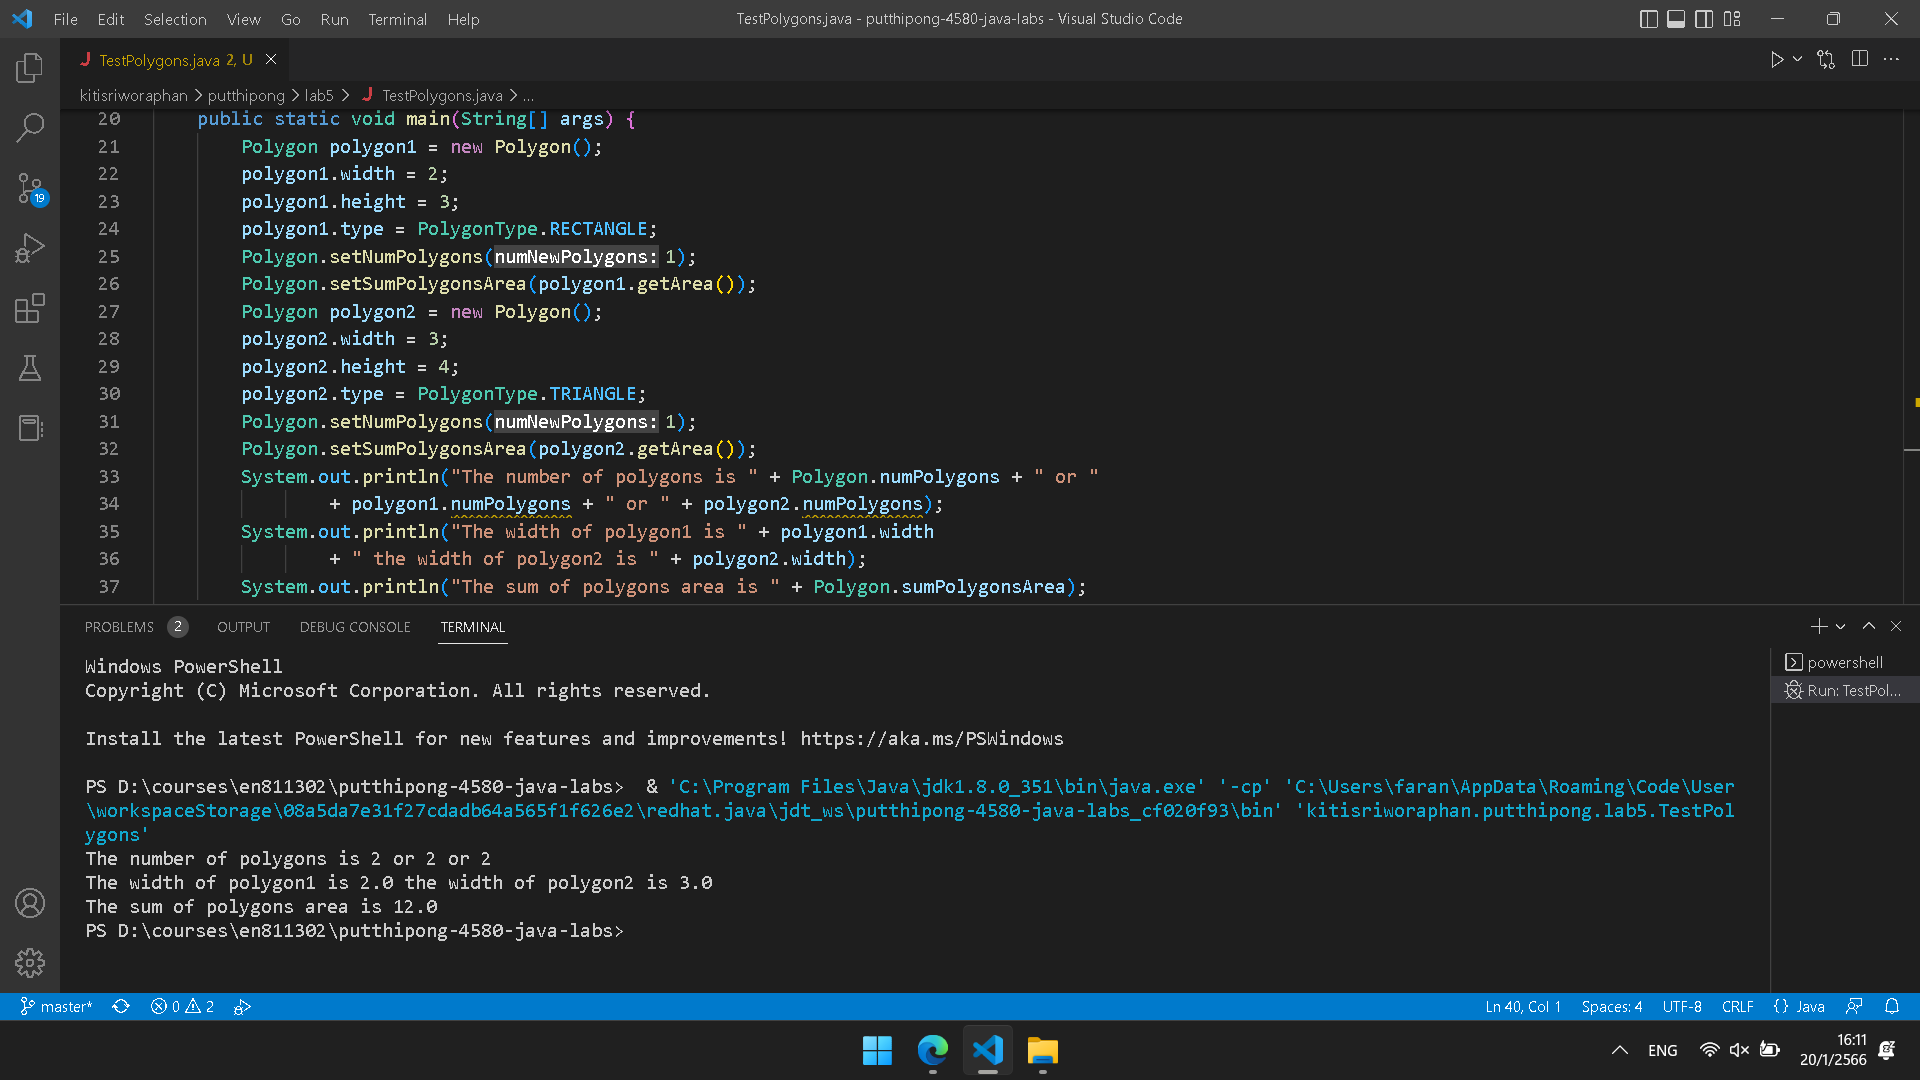 File Edit Selection View Go Run Terminal Help TestPolygons.java - putthipong-4580-java-labs - Visual Studio Code
TestPolygons.java 2, U
kitisriworaphan > putthipong > lab5 > TestPolygons.java > ...
20 public static void main(String[] args) {
21 Polygon polygon1 = new Polygon();
22 polygon1.width = 2;
23 polygon1.height = 3;
24 polygon1.type = PolygonType.RECTANGLE;
25 Polygon.setNumPolygons(numNewPolygons: 1);
26 Polygon.setSumPolygonsArea(polygon1.getArea());
27 Polygon polygon2 = new Polygon();
28 polygon2.width = 3;
29 polygon2.height = 4;
30 polygon2.type = PolygonType.TRIANGLE;
31 Polygon.setNumPolygons(numNewPolygons: 1);
32 Polygon.setSumPolygonsArea(polygon2.getArea());
33 System.out.println("The number of polygons is " + Polygon.numPolygons + " or "
34 + polygon1.numPolygons + " or " + polygon2.numPolygons);
35 System.out.println("The width of polygon1 is " + polygon1.width
36 + " the width of polygon2 is " + polygon2.width);
37 System.out.println("The sum of polygons area is " + Polygon.sumPolygonsArea);
19
PROBLEMS 2 OUTPUT DEBUG CONSOLE TERMINAL
Windows PowerShell
Copyright (C) Microsoft Corporation. All rights reserved.
Install the latest PowerShell for new features and improvements! https://aka.ms/PSWindows
PS D:\courses\en811302\putthipong-4580-java-labs> & 'C:\Program Files\Java\jdk1.8.0_351\bin\java.exe' '-cp' 'C:\Users\faran\AppData\Roaming\Code\User
\workspaceStorage\08a5da7e31f27cdadb64a565f1f626e2\redhat.java\jdt_ws\putthipong-4580-java-labs_cf020f93\bin' 'kitisriworaphan.putthipong.lab5.TestPol
ygons'
The number of polygons is 2 or 2 or 2
The width of polygon1 is 2.0 the width of polygon2 is 3.0
The sum of polygons area is 12.0
PS D:\courses\en811302\putthipong-4580-java-labs>
powershell
Run: TestPol...
master* 0 2 Ln 40, Col 1 Spaces: 4 UTF-8 CRLF {} Java
ENG 16:11
20/1/2566